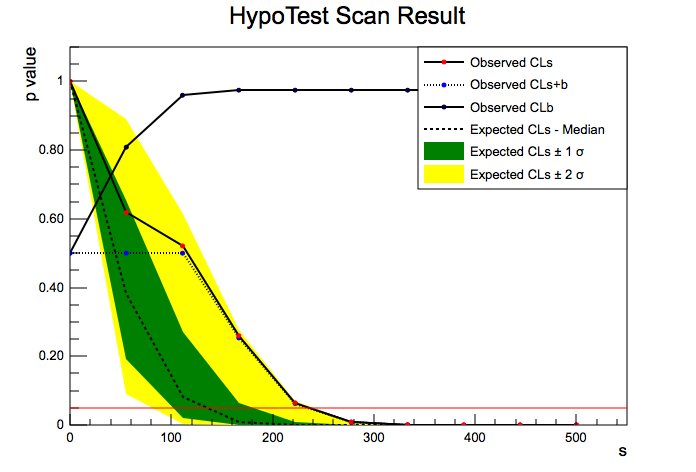 HypoTest Scan Result
p value
Observed CLs
Observed CLs+b
Observed CLb
Expected CLs - Median
Expected CLs ± 1 σ
Expected CLs ± 2 σ
1
0.80
0.60
0.40
0.20
0
0 100 200 300 400 500
s